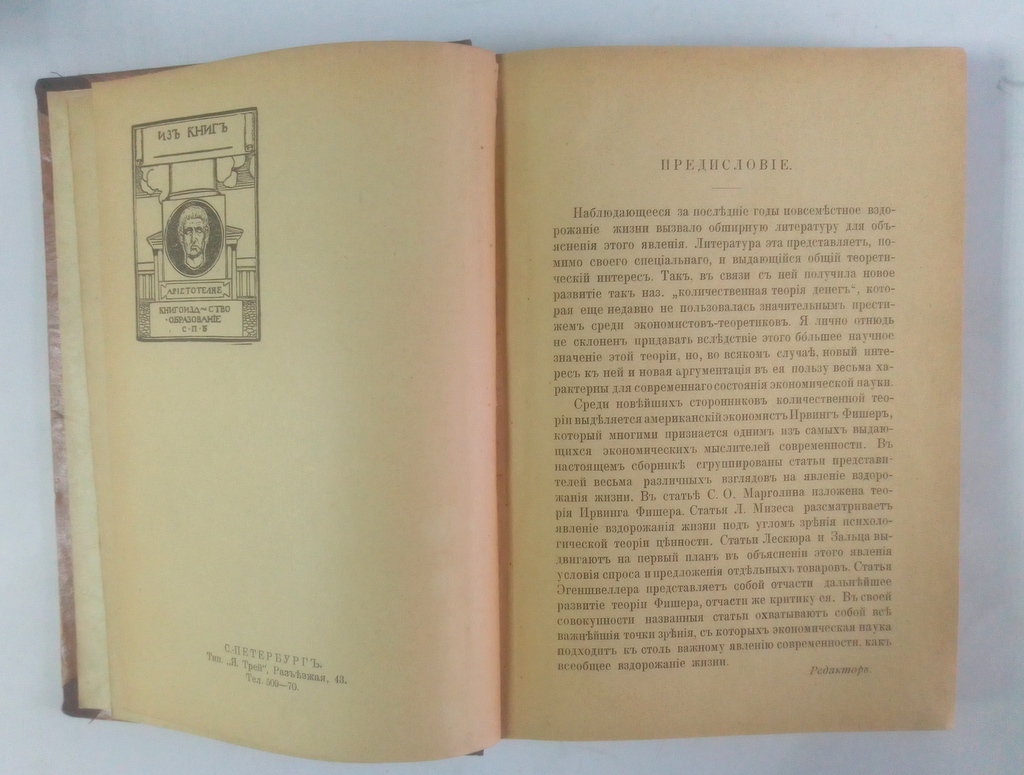 ИЗЪ КНИГЪ
АРІСТОТЕЛЯЕ
КНИГОИЗД~СТВО
·ОБРАЗОВАНІЕ
С·П·Б
С.-ПЕТЕРБУРГЪ.
Тип. „Я. Трей“, Разъѣзжая, 43.
Тел. 509—70.
ПРЕДИСЛОВІЕ.
Наблюдающееся за послѣдніе годы повсемѣстное вздо-
рожаніе жизни вызвало обширную литературу для объ-
ясненія этого явленія. Литература эта представляетъ, по-
мимо своего спеціальнаго, и выдающійся общій теорети-
ческій интересъ. Такъ, въ связи съ ней получила новое
развитіе такъ наз. „количественная теорія денегъ“, кото-
рая еще недавно не пользовалась значительнымъ прести-
жемъ среди экономистовъ-теоретиковъ. Я лично отнюдь
не склоненъ придавать вслѣдствіе этого бо́льшее научное
значеніе этой теоріи, но, во всякомъ случаѣ, новый инте-
ресъ къ ней и новая аргументація въ ея пользу весьма ха-
рактерны для современнаго состоянія экономической науки.
Среди новѣйшихъ сторонниковъ количественной тео-
ріи выдѣляется американскій экономистъ Ирвингъ Фишеръ,
который многими признается однимъ изъ самыхъ выдаю-
щихся экономическихъ мыслителей современности. Въ
настоящемъ сборникѣ сгруппированы статьи представи-
телей весьма различныхъ взглядовъ на явленіе вздоро-
жанія жизни. Въ статьѣ С. О. Марголина изложена тео-
рія Ирвинга Фишера. Статья Л. Мизеса разсматриваетъ
явленіе вздорожанія жизни подъ угломъ зрѣнія психоло-
гической теоріи цѣнности. Статьи Лескюра и Зальца вы-
двигаютъ на первый планъ въ объясненіи этого явленія
условія спроса и предложенія отдѣльныхъ товаровъ. Статья
Эгеншвеллера представляетъ собой отчасти дальнѣйшее
развитіе теоріи Фишера, отчасти же критику ея. Въ своей
совокупности названныя статьи охватываютъ собой всѣ
важнѣйшія точки зрѣнія, съ которыхъ экономическая наука
подходитъ къ столь важному явленію современности, какъ
всеобщее вздорожаніе жизни.
Редакторъ.